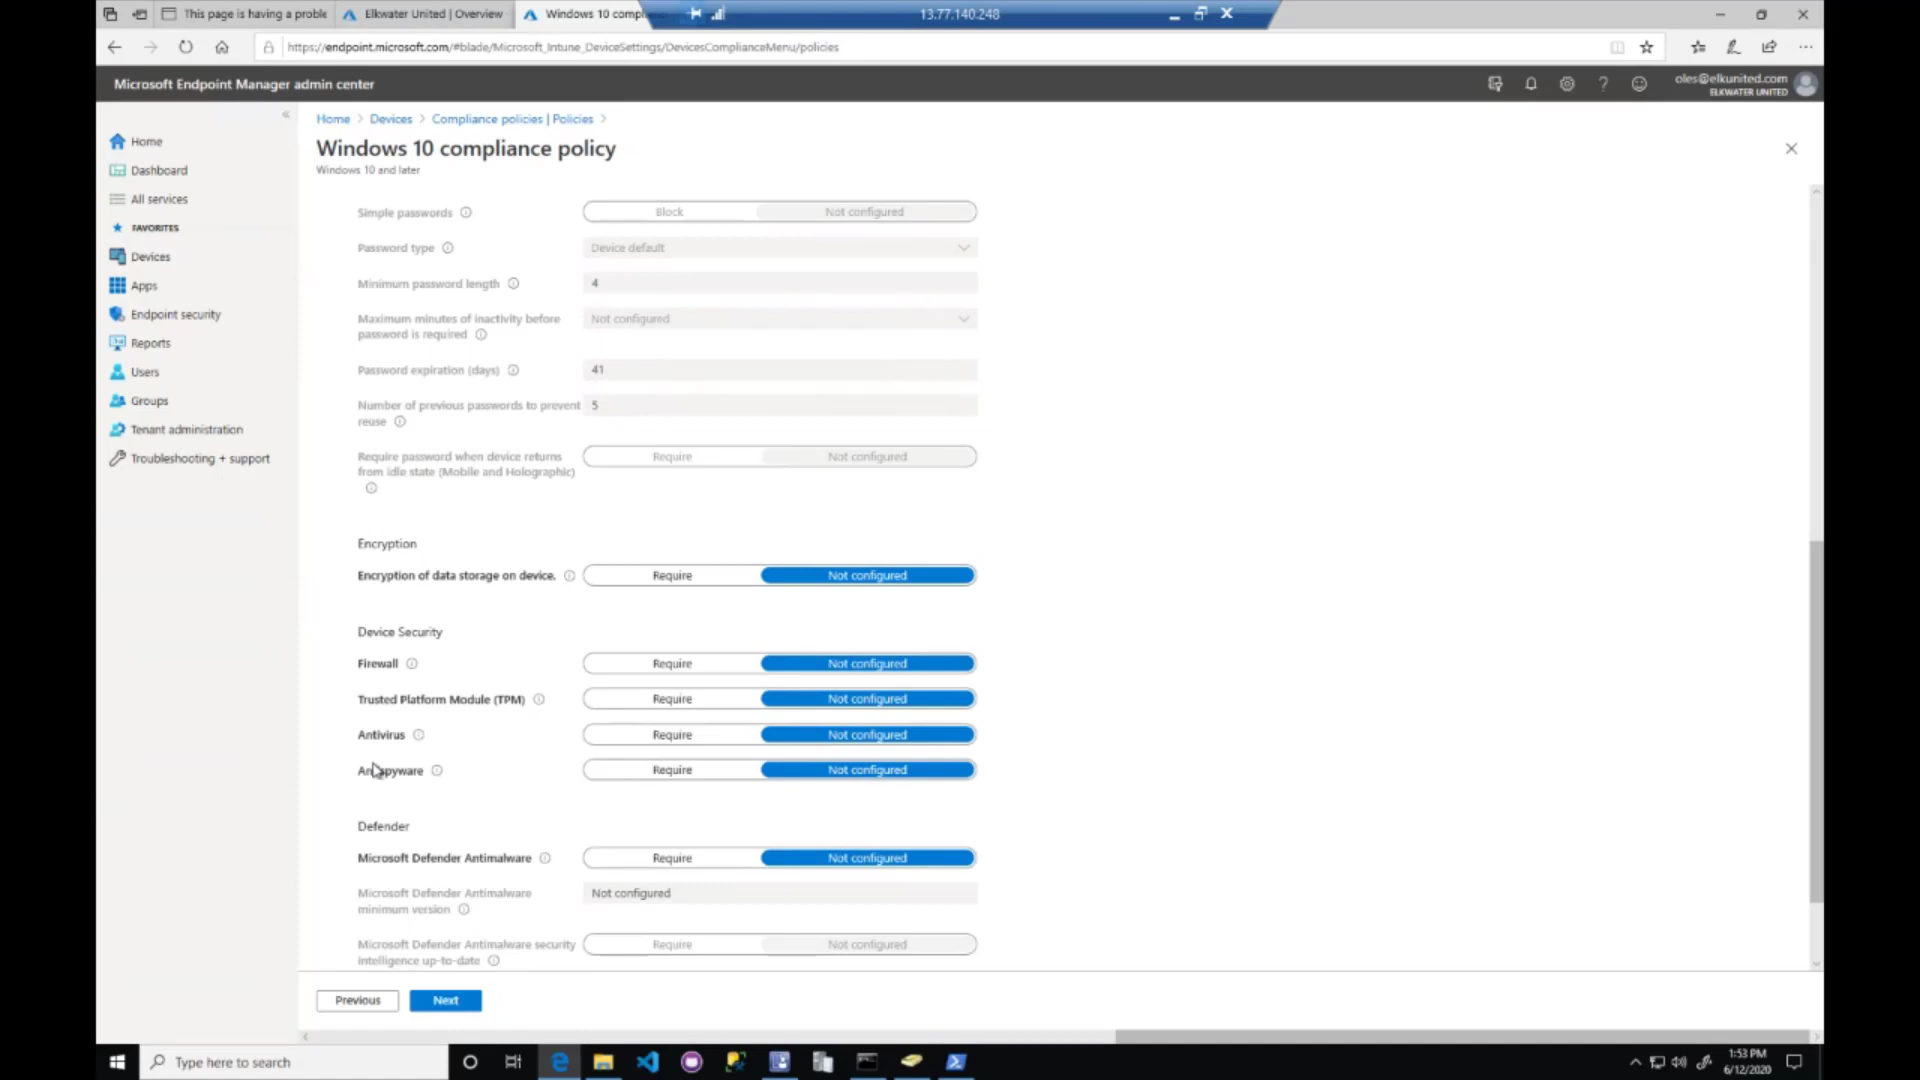 This page is having a proble
Elkwater United | Overview
Windows 10 compl
13.77.140.248
https://endpoint.microsoft.com/#blade/Microsoft_Intune_DeviceSettings/DevicesComplianceMenu/policies
Microsoft Endpoint Manager admin center
oles@elkunited.com
ELKWATER UNITED
Home
Dashboard
All services
FAVORITES
Devices
Apps
Endpoint security
Reports
Users
Groups
Tenant administration
Troubleshooting + support
Home > Devices > Compliance policies | Policies >
Windows 10 compliance policy
Windows 10 and later
Simple passwords Block Not configured
Password type Device default
Minimum password length 4
Maximum minutes of inactivity before Not configured
password is required
Password expiration (days) 41
Number of previous passwords to prevent 5
reuse
Require password when device returns Require Not configured
from idle state (Mobile and Holographic)
Encryption
Encryption of data storage on device. Require Not configured
Device Security
Firewall Require Not configured
Trusted Platform Module (TPM) Require Not configured
Antivirus Require Not configured
Antispyware Require Not configured
Defender
Microsoft Defender Antimalware Require Not configured
Microsoft Defender Antimalware Not configured
minimum version
Microsoft Defender Antimalware security Require Not configured
intelligence up-to-date
Previous Next
Type here to search
1:53 PM
6/12/2020